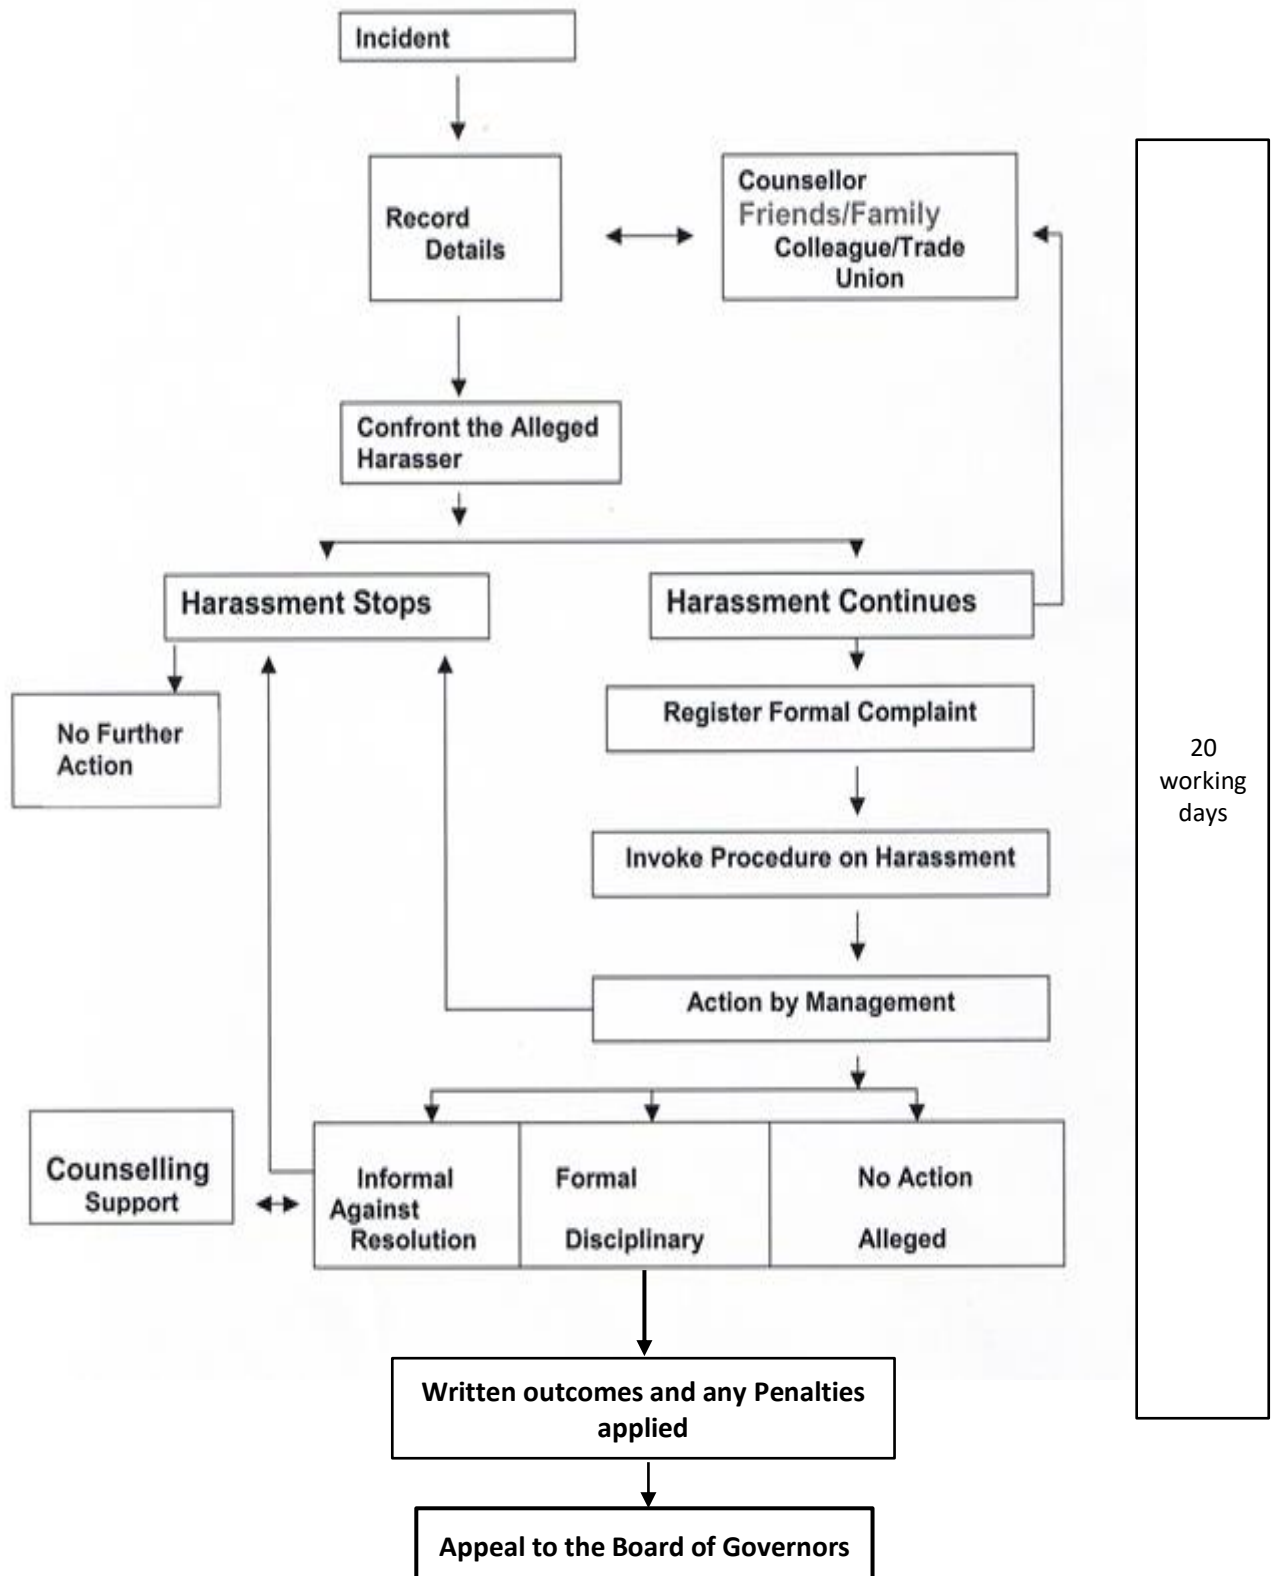 Incident
Record
Details
Counsellor
Friends/Family
Colleague/Trade
Union
Confront the Alleged
Harasser
Harassment Stops
Harassment Continues
No Further
Action
Register Formal Complaint
20
working
days
Invoke Procedure on Harassment
Action by Management
Counselling
Support
Informal
Against
Resolution
Formal
Disciplinary
No Action
Alleged
Written outcomes and any Penalties
applied
Appeal to the Board of Governors